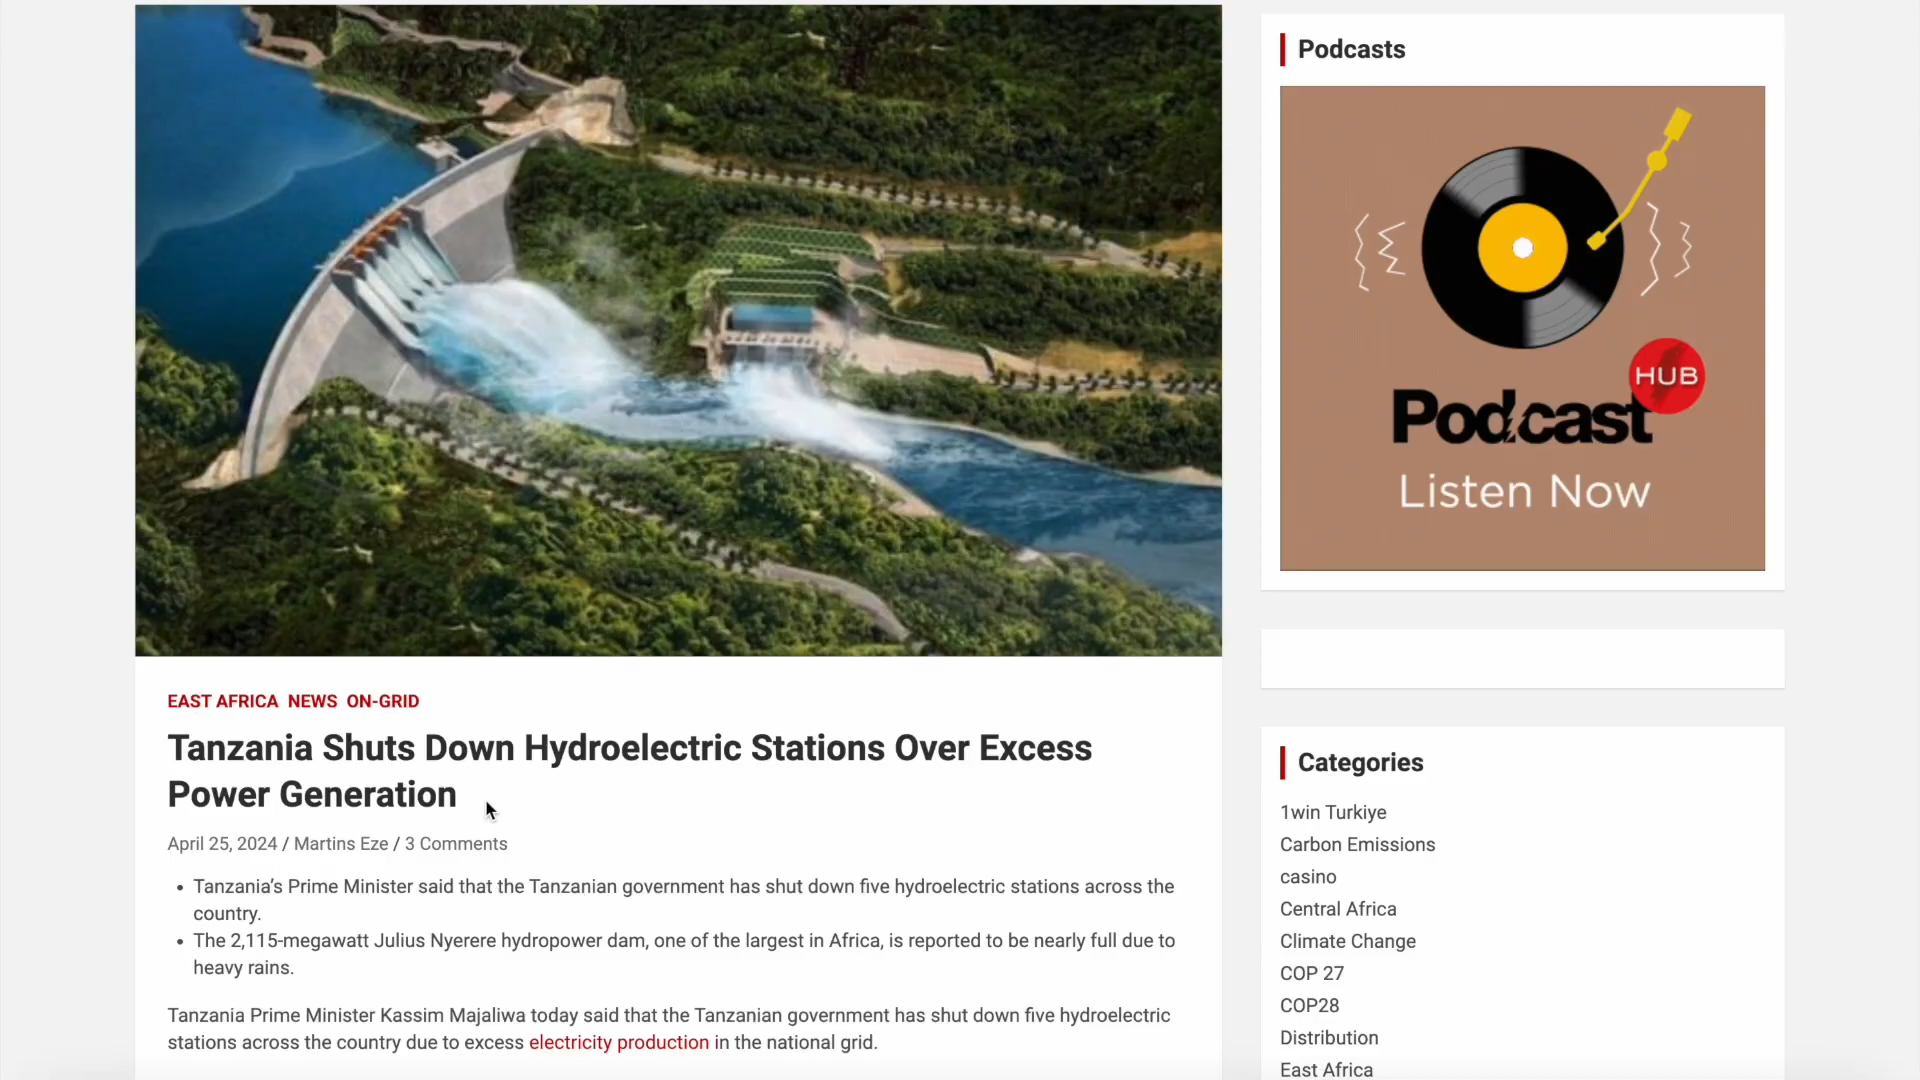 Podcasts
HUB
Podcast
Listen Now
EAST AFRICA NEWS ON-GRID
Tanzania Shuts Down Hydroelectric Stations Over Excess
Power Generation
April 25, 2024 / Martins Eze / 3 Comments
• Tanzania’s Prime Minister said that the Tanzanian government has shut down five hydroelectric stations across the
country.
• The 2,115-megawatt Julius Nyerere hydropower dam, one of the largest in Africa, is reported to be nearly full due to
heavy rains.
Tanzania Prime Minister Kassim Majaliwa today said that the Tanzanian government has shut down five hydroelectric
stations across the country due to excess electricity production in the national grid.
Categories
1win Turkiye
Carbon Emissions
casino
Central Africa
Climate Change
COP 27
COP28
Distribution
East Africa